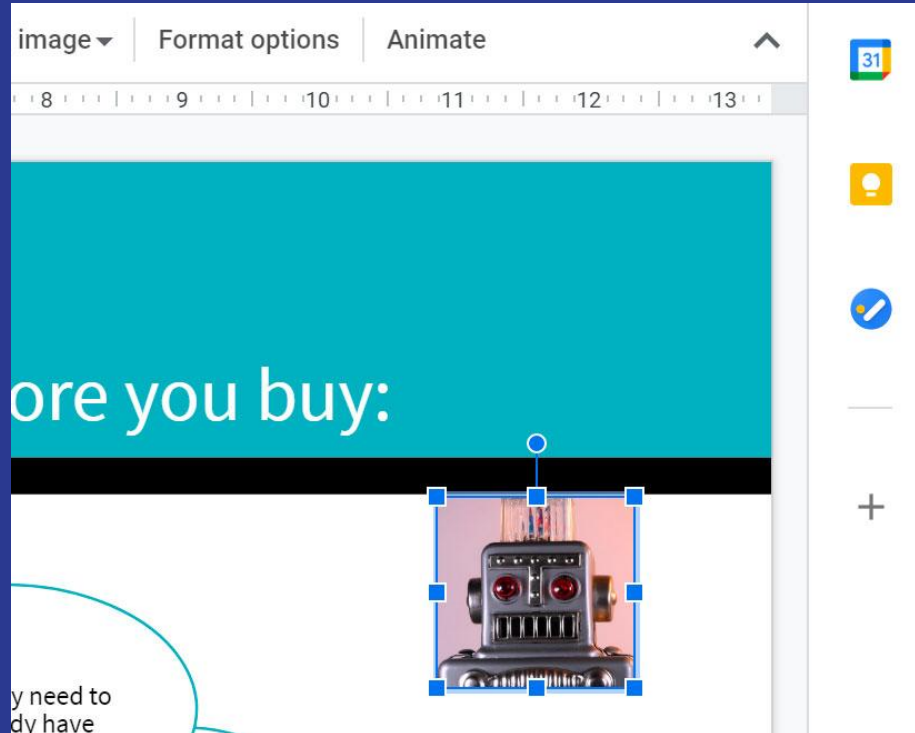 image Format options Animate
31
8 9 10 11 12 13
ore you buy:
y need to
dy have